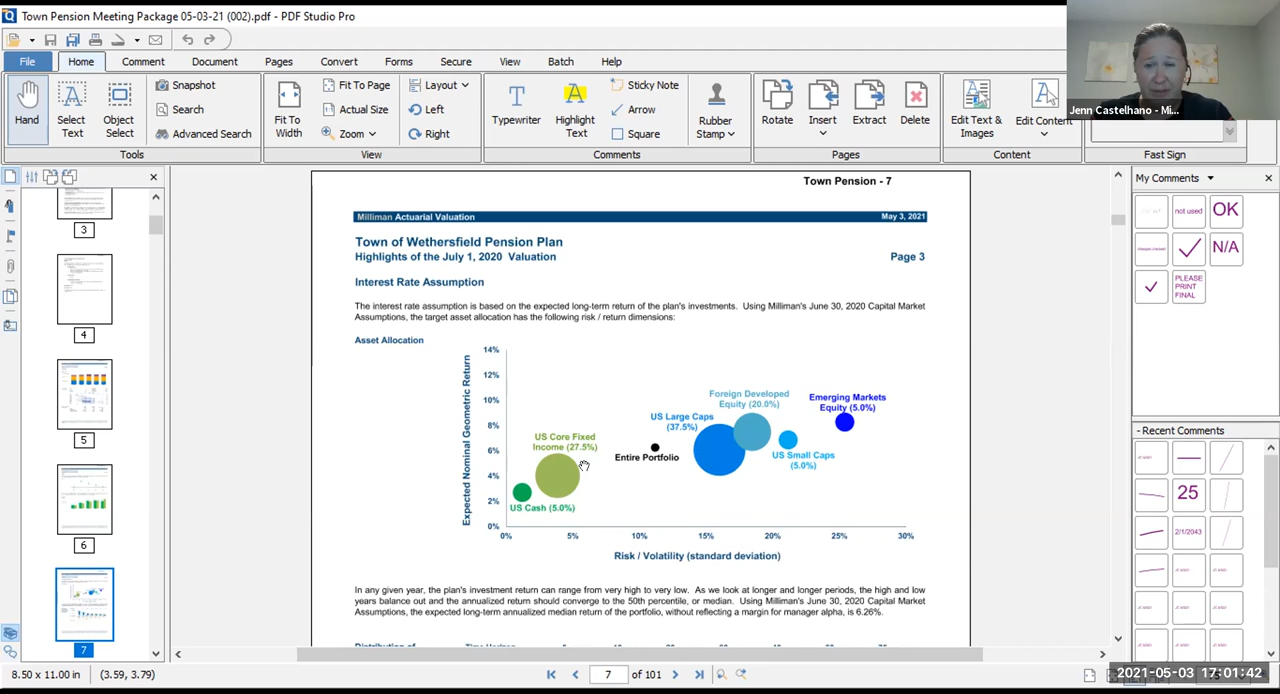 Town Pension Meeting Package 05-03-21 (002).pdf - PDF Studio Pro
File Home Comment Document Pages Convert Forms Secure View Batch Help
Hand
Select Text
Object Select
Snapshot
Search
Advanced Search
Tools
Fit To Width
Fit To Page
Actual Size
Zoom
Layout
Left
Right
View
Typewriter
Highlight Text
Sticky Note
Arrow
Square
Comments
Rubber Stamp
Rotate
Insert
Extract
Delete
Pages
Edit Text & Images
Edit Content
Content
Fast Sign
Jenn Castelhano - Mi...
3
4
5
6
7
Town Pension - 7
Milliman Actuarial Valuation May 3, 2021
Town of Wethersfield Pension Plan
Highlights of the July 1, 2020 Valuation Page 3
Interest Rate Assumption
The interest rate assumption is based on the expected long-term return of the plan's investments. Using Milliman's June 30, 2020 Capital Market
Assumptions, the target asset allocation has the following risk / return dimensions:
Asset Allocation
Expected Nominal Geometric Return
14%
12%
10%
8%
6%
4%
2%
0%
US Core Fixed
Income (27.5%)
US Cash (5.0%)
Entire Portfolio
US Large Caps
(37.5%)
Foreign Developed
Equity (20.0%)
US Small Caps
(5.0%)
Emerging Markets
Equity (5.0%)
0% 5% 10% 15% 20% 25% 30%
Risk / Volatility (standard deviation)
In any given year, the plan's investment return can range from very high to very low. As we look at longer and longer periods, the high and low
years balance out and the annualized return should converge to the 50th percentile, or median. Using Milliman's June 30, 2020 Capital Market
Assumptions, the expected long-term annualized median return of the portfolio, without reflecting a margin for manager alpha, is 6.26%.
My Comments
not used
OK
N/A
PLEASE
PRINT
FINAL
Recent Comments
25
2/1/2043
8.50 x 11.00 in
(3.59, 3.79)
7 of 101
2021-05-03 17:01:42